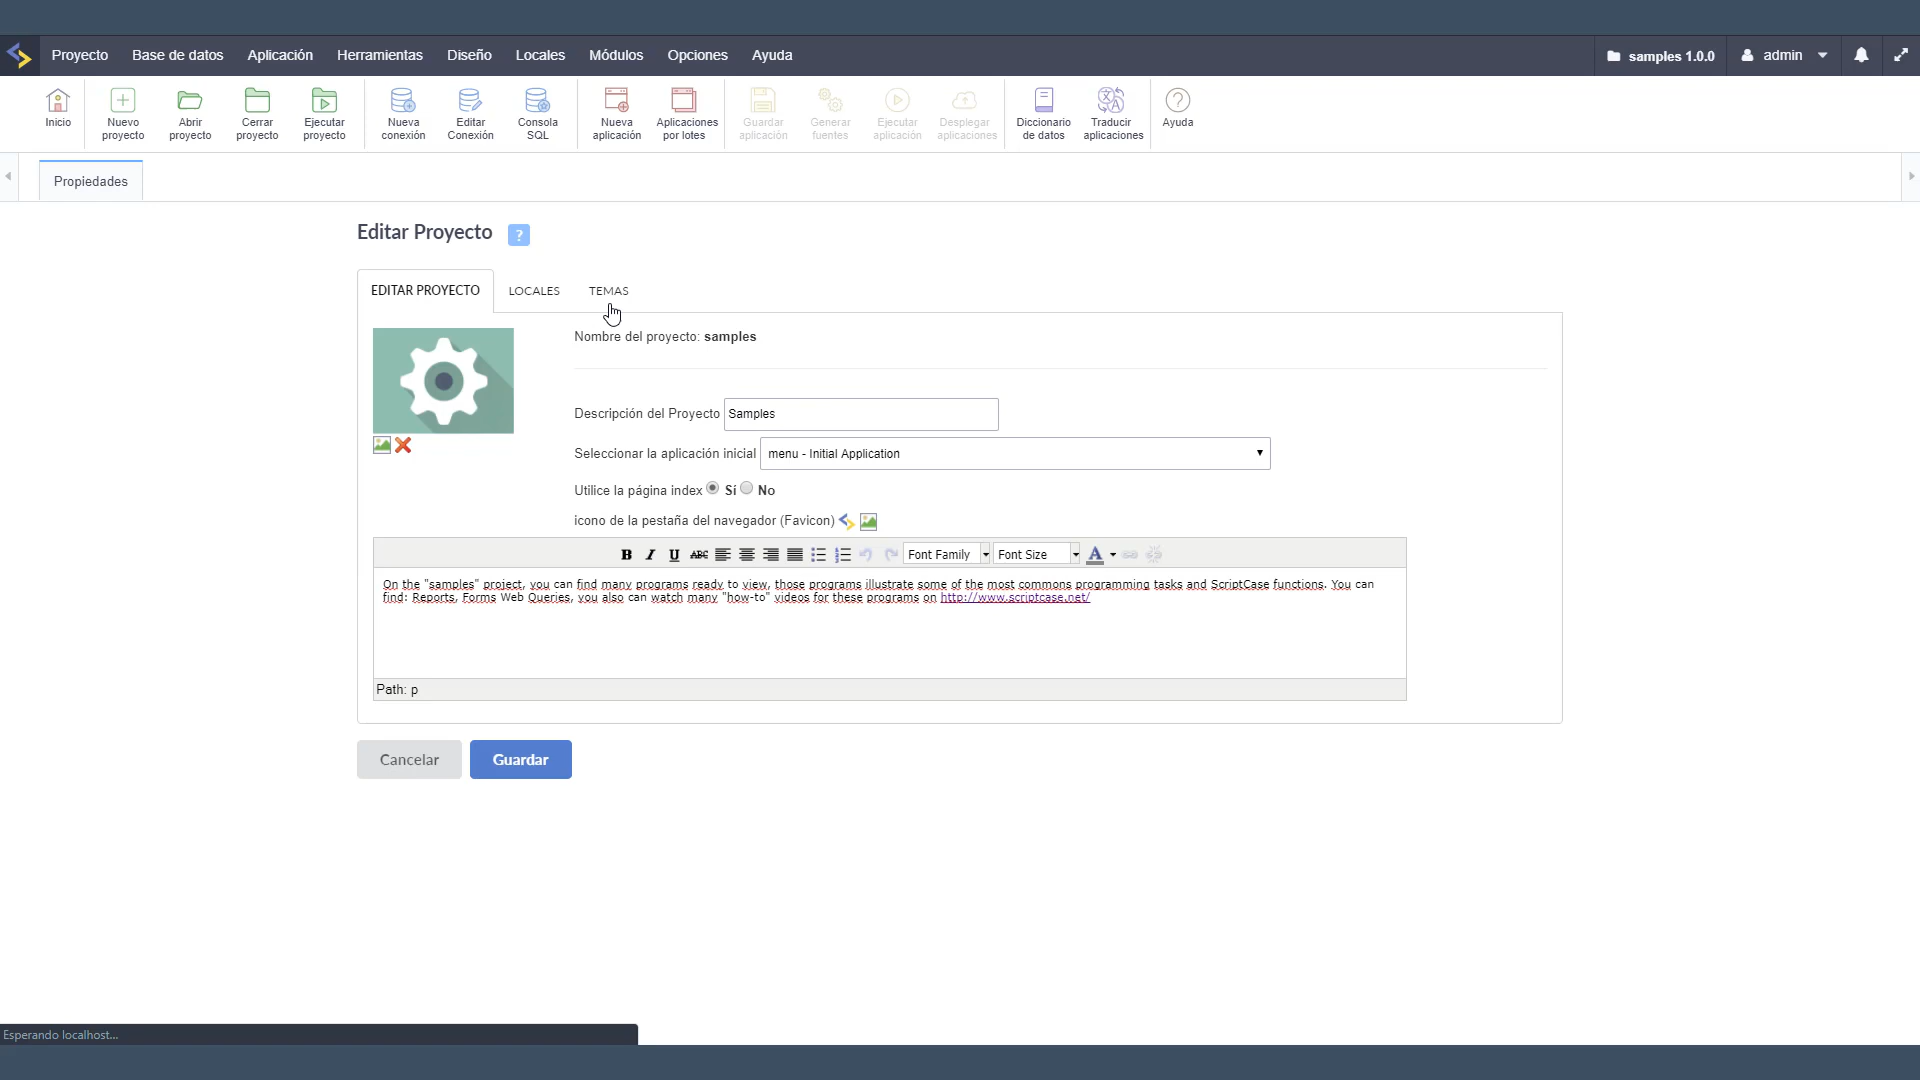 Proyecto Base de datos Aplicación Herramientas Diseño Locales Módulos Opciones Ayuda samples 1.0.0 admin
Inicio
Nuevo proyecto
Abrir proyecto
Cerrar proyecto
Ejecutar proyecto
Nueva conexión
Editar Conexión
Consola SQL
Nueva aplicación
Aplicaciones por lotes
Guardar aplicación
Generar fuentes
Ejecutar aplicación
Desplegar aplicaciones
Diccionario de datos
Traducir aplicaciones
Ayuda
Propiedades
Editar Proyecto ?
EDITAR PROYECTO LOCALES TEMAS
Nombre del proyecto: samples
Descripción del Proyecto Samples
Seleccionar la aplicación inicial menu - Initial Application
Utilice la página index Sí No
icono de la pestaña del navegador (Favicon)
B I U ABC Font Family Font Size A
On the "samples" project, you can find many programs ready to view, those programs illustrate some of the most commons programming tasks and ScriptCase functions. You can
find: Reports, Forms Web Queries, you also can watch many "how-to" videos for these programs on http://www.scriptcase.net/
Path: p
Cancelar Guardar
Esperando localhost...